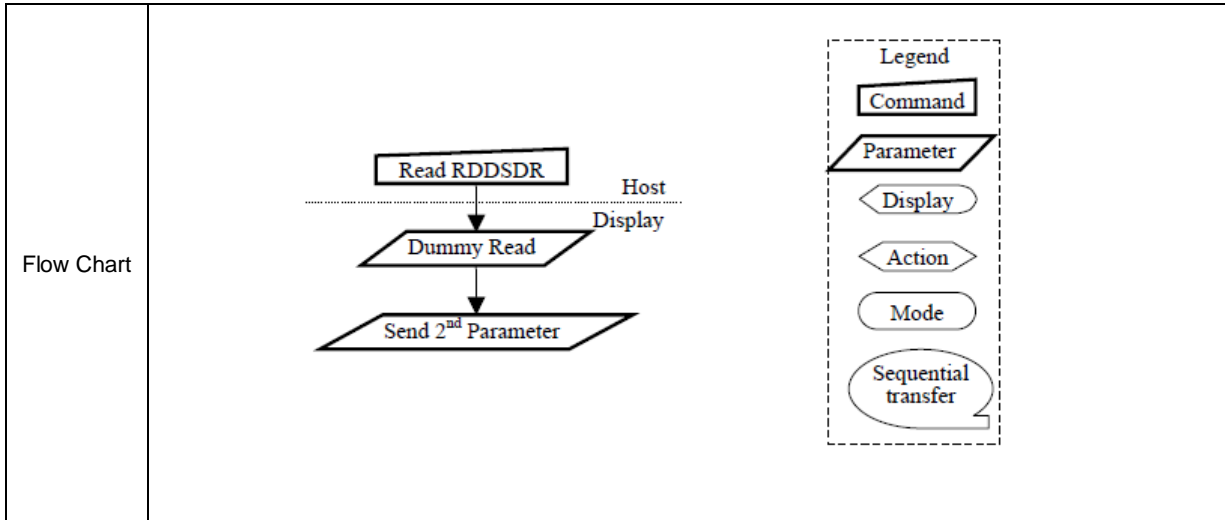 Flow Chart
Read RDDSDR
Host
Display
Dummy Read
Send 2nd Parameter
Legend
Command
Parameter
Display
Action
Mode
Sequential
transfer